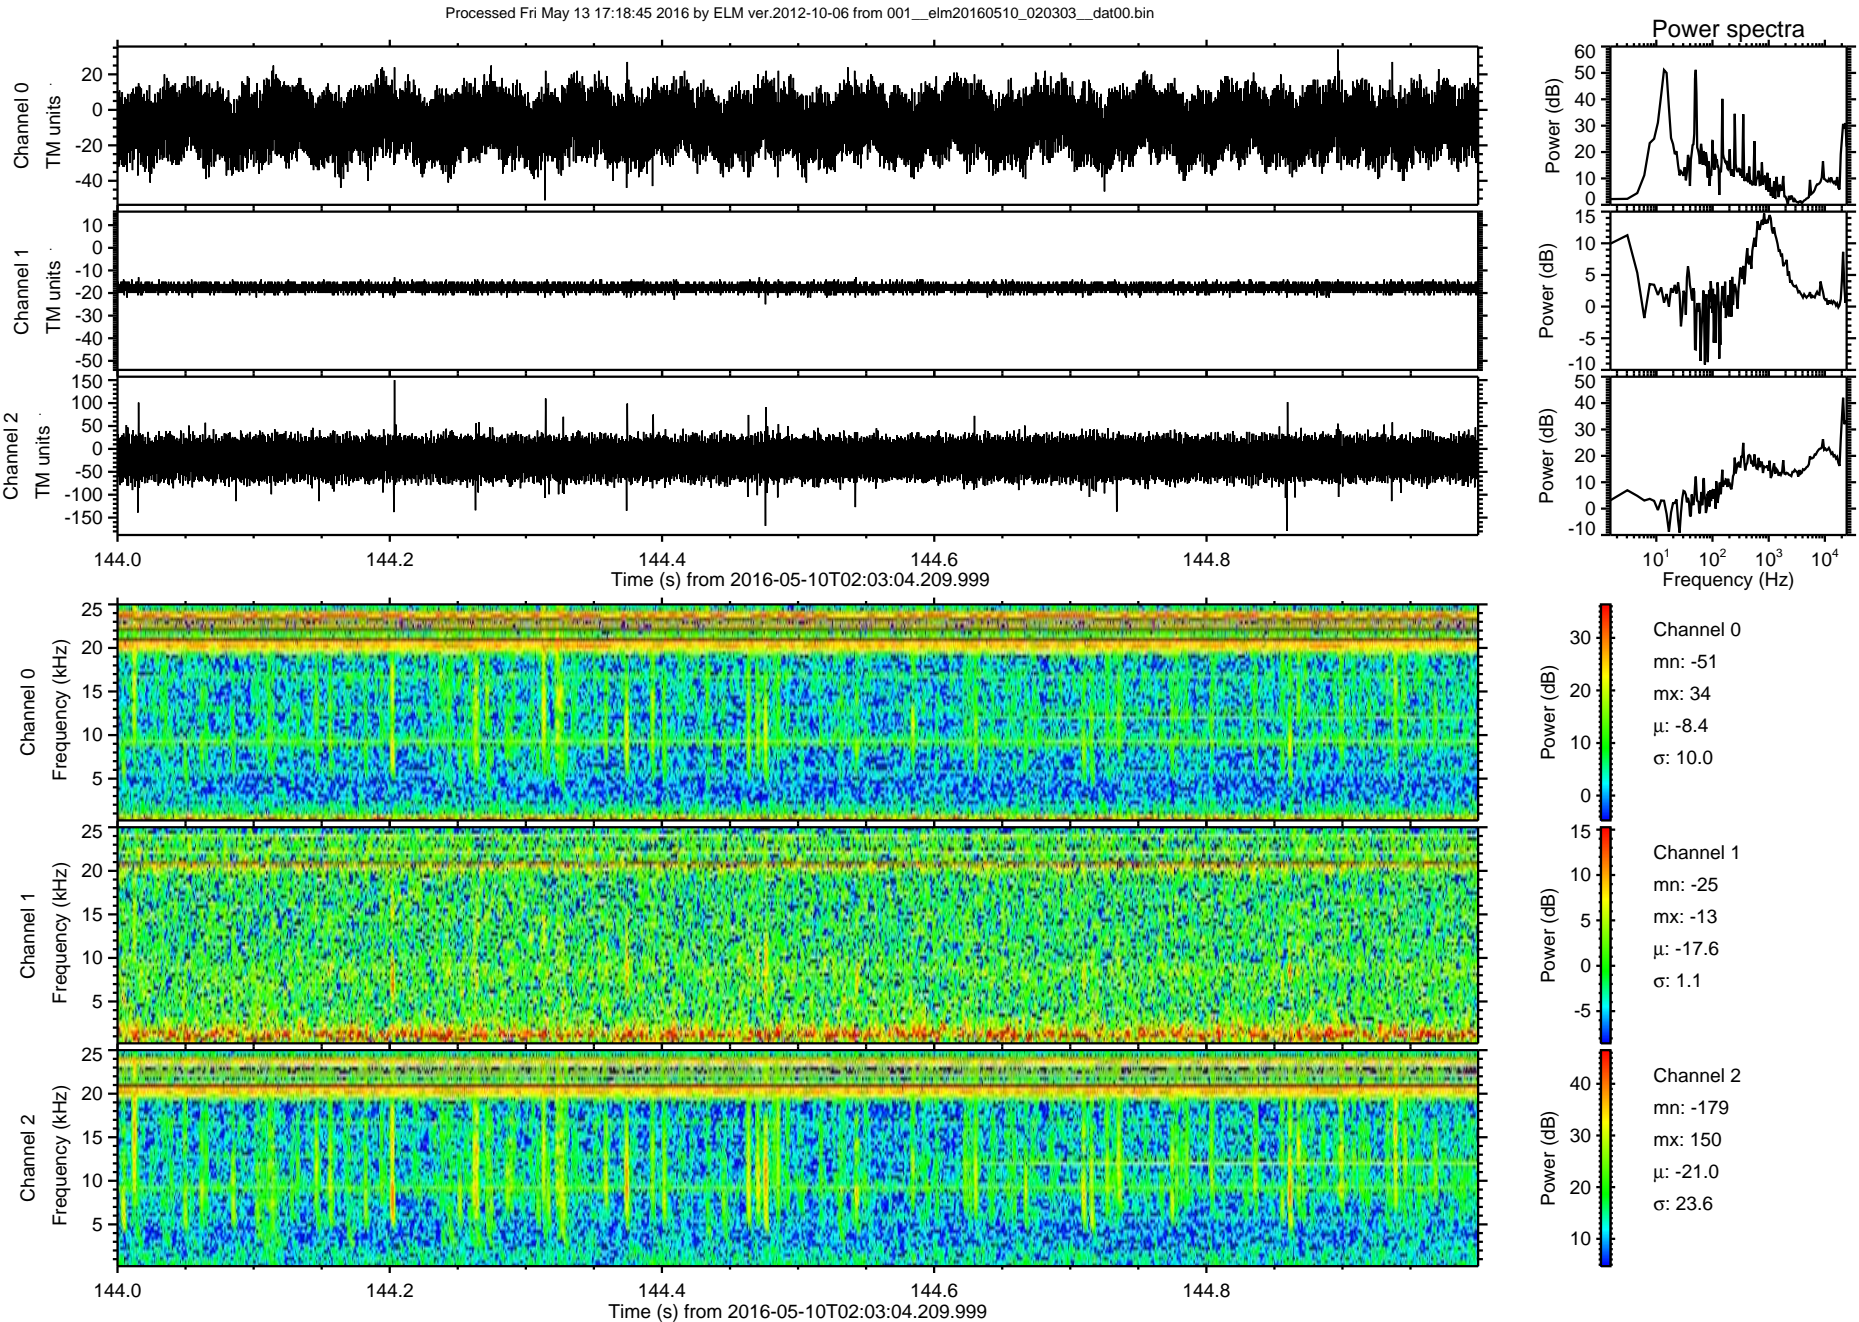 Processed Fri May 13 17:18:45 2016 by ELM ver.2012-10-06 from 001__elm20160510_020303__dat00.bin
Power spectra
Channel 0
TM units
20
0
-20
-40
Power (dB)
60
50
40
30
20
10
0
Channel 1
TM units
10
0
-10
-20
-30
-40
-50
Power (dB)
15
10
5
0
-5
-10
Channel 2
TM units
150
100
50
0
-50
-100
-150
Power (dB)
50
40
30
20
10
0
-10
144.0 144.2 144.4 144.6 144.8
Time (s) from 2016-05-10T02:03:04.209.999
10¹ 10² 10³ 10⁴
Frequency (Hz)
Channel 0
Frequency (kHz)
25
20
15
10
5
Power (dB)
30
20
10
0
Channel 0
mn: -51
mx: 34
μ: -8.4
σ: 10.0
Channel 1
Frequency (kHz)
25
20
15
10
5
Power (dB)
15
10
5
0
-5
Channel 1
mn: -25
mx: -13
μ: -17.6
σ: 1.1
Channel 2
Frequency (kHz)
25
20
15
10
5
Power (dB)
40
30
20
10
Channel 2
mn: -179
mx: 150
μ: -21.0
σ: 23.6
144.0 144.2 144.4 144.6 144.8
Time (s) from 2016-05-10T02:03:04.209.999